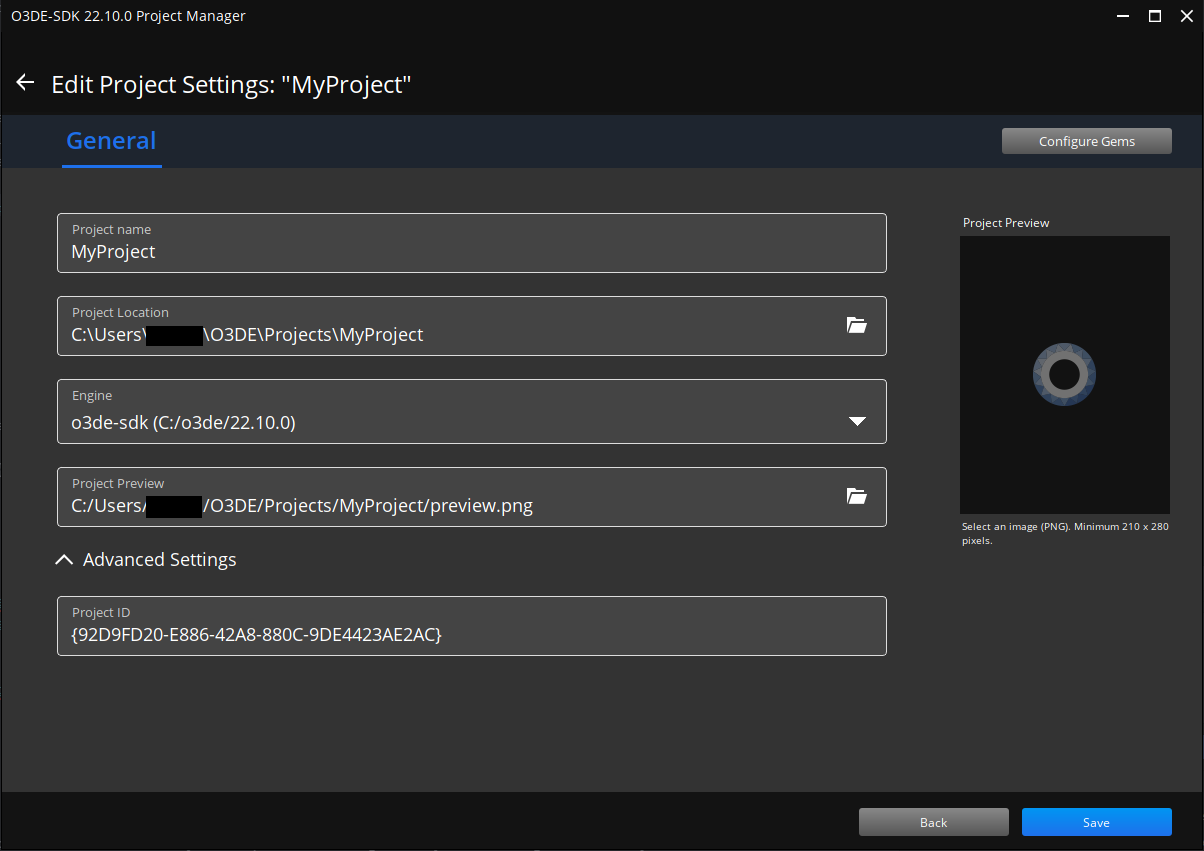 O3DE-SDK 22.10.0 Project Manager
Edit Project Settings: "MyProject"
General
Configure Gems
Project name
MyProject
Project Location
C:\Users\ \O3DE\Projects\MyProject
Engine
o3de-sdk (C:/o3de/22.10.0)
Project Preview
C:/Users/ /O3DE/Projects/MyProject/preview.png
Advanced Settings
Project ID
{92D9FD20-E886-42A8-880C-9DE4423AE2AC}
Project Preview
Select an image (PNG). Minimum 210 x 280
pixels.
Back
Save